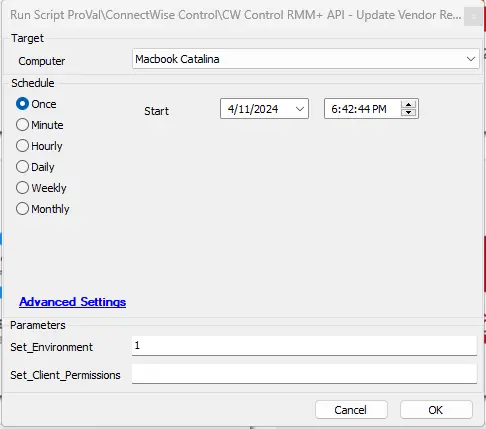 Run Script ProVal\ConnectWise Control\CW Control RMM+ API - Update Vendor Re...
Target
Computer Macbook Catalina
Schedule
Once Start 4/11/2024 6:42:44 PM
Minute
Hourly
Daily
Weekly
Monthly
Advanced Settings
Parameters
Set_Environment 1
Set_Client_Permissions
Cancel OK